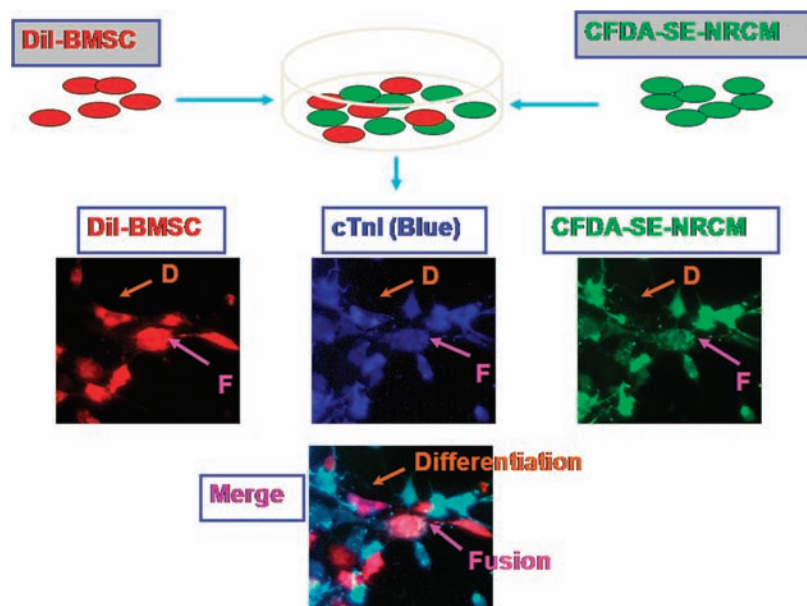 DiI-BMSC
CFDA-SE-NRCM
DiI-BMSC
cTnI (Blue)
CFDA-SE-NRCM
D
F
D
F
D
F
Merge
Differentiation
Fusion